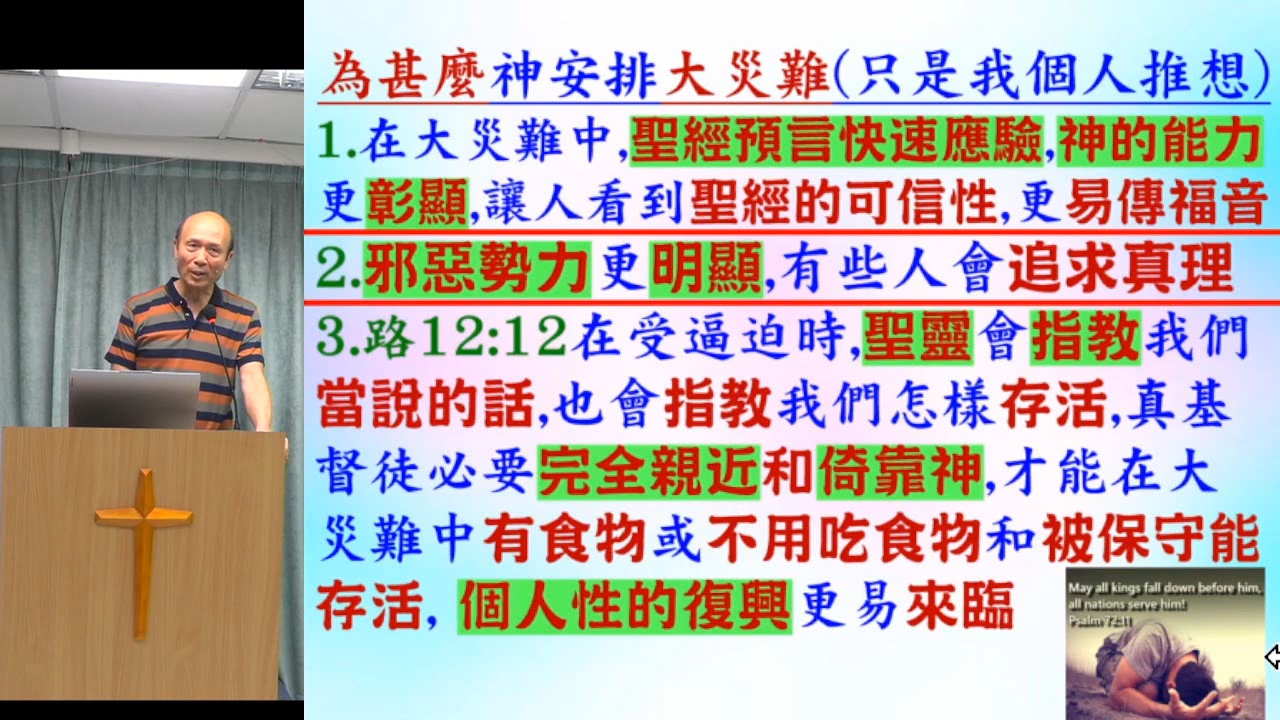 為甚麼神安排大災難(只是我個人推想)
1.在大災難中,聖經預言快速應驗,神的能力
更彰顯,讓人看到聖經的可信性,更易傳福音
2.邪惡勢力更明顯,有些人會追求真理
3.路12:12在受逼迫時,聖靈會指教我們
當說的話,也會指教我們怎樣存活,真基
督徒必要完全親近和倚靠神,才能在大
災難中有食物或不用吃食物和被保守能
存活, 個人性的復興更易來臨
May all kings fall down before him,
all nations serve him!
Psalm 72:11